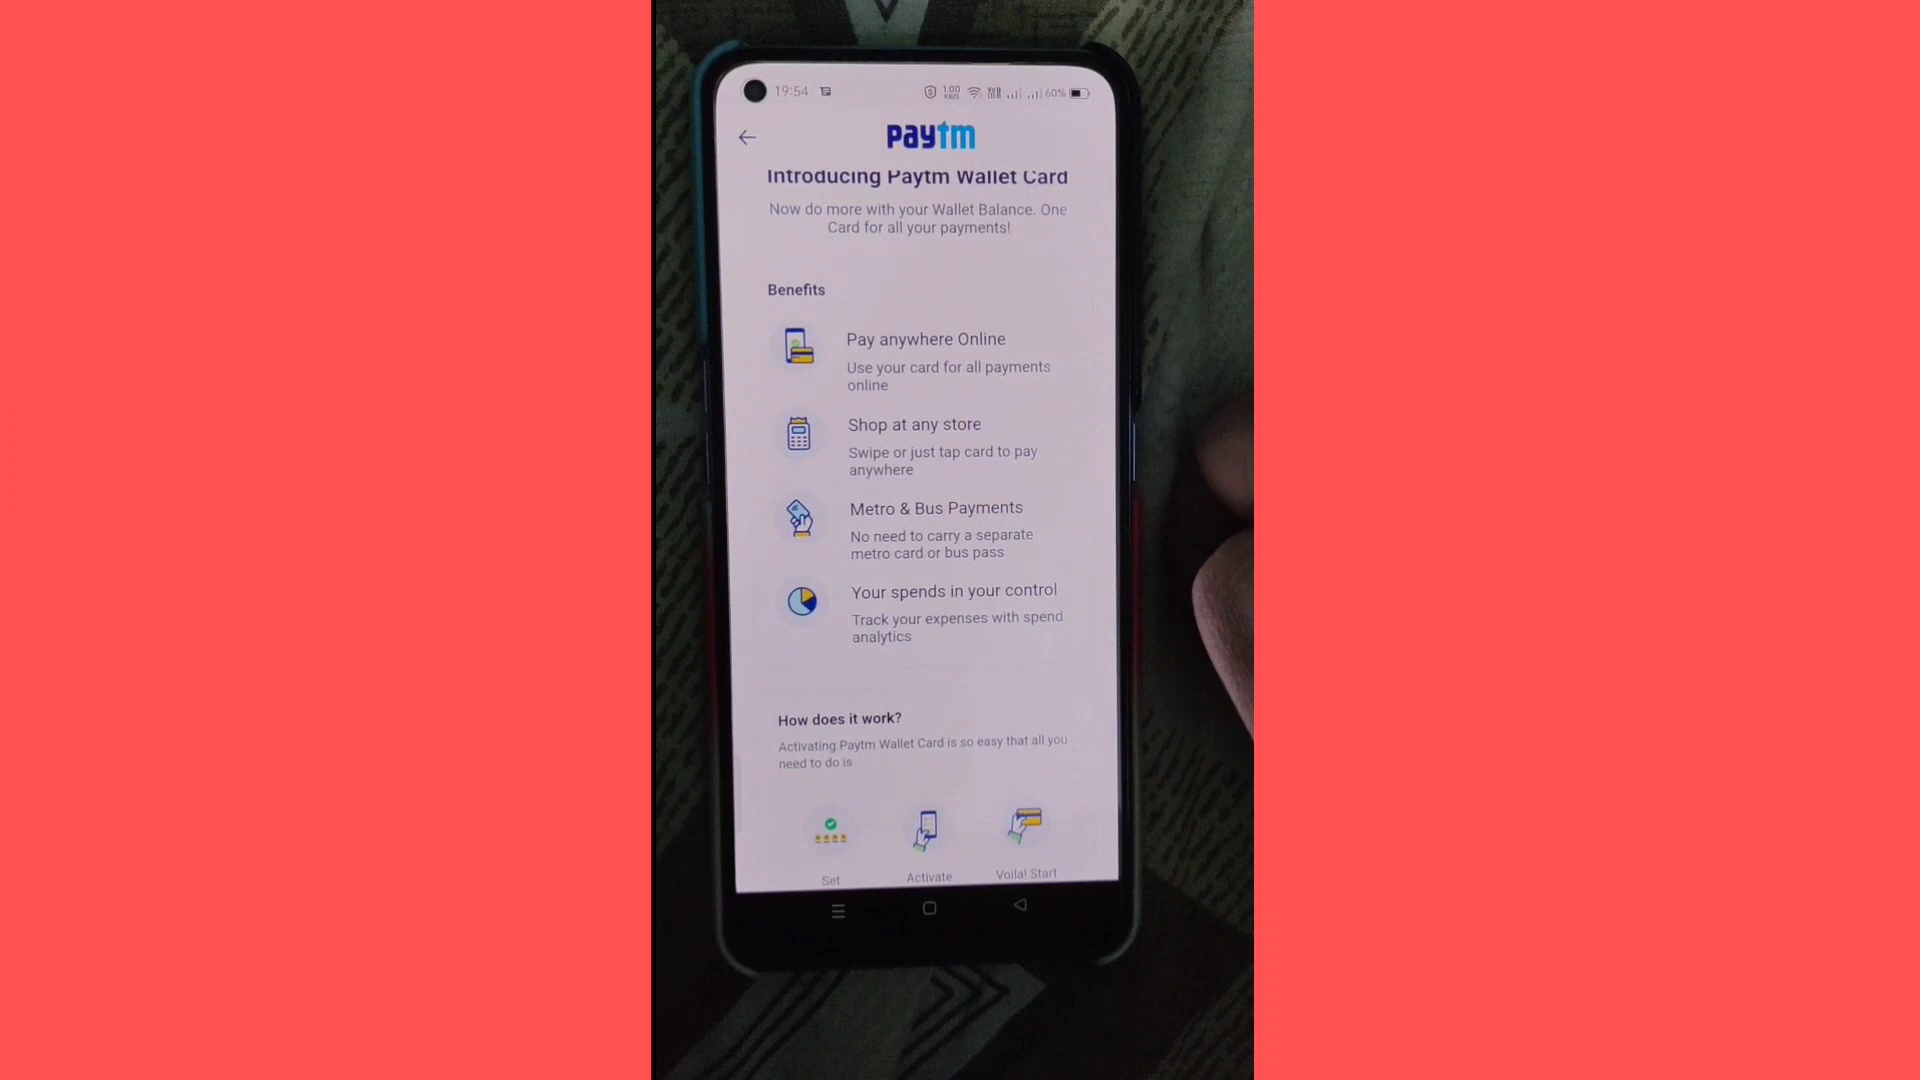 19:54
1.00
KB/S
60%
paytm
Introducing Paytm Wallet Card
Now do more with your Wallet Balance. One
Card for all your payments!
Benefits
Pay anywhere Online
Use your card for all payments
online
Shop at any store
Swipe or just tap card to pay
anywhere
Metro & Bus Payments
No need to carry a separate
metro card or bus pass
Your spends in your control
Track your expenses with spend
analytics
How does it work?
Activating Paytm Wallet Card is so easy that all you
need to do is
Set
Activate
Voila! Start